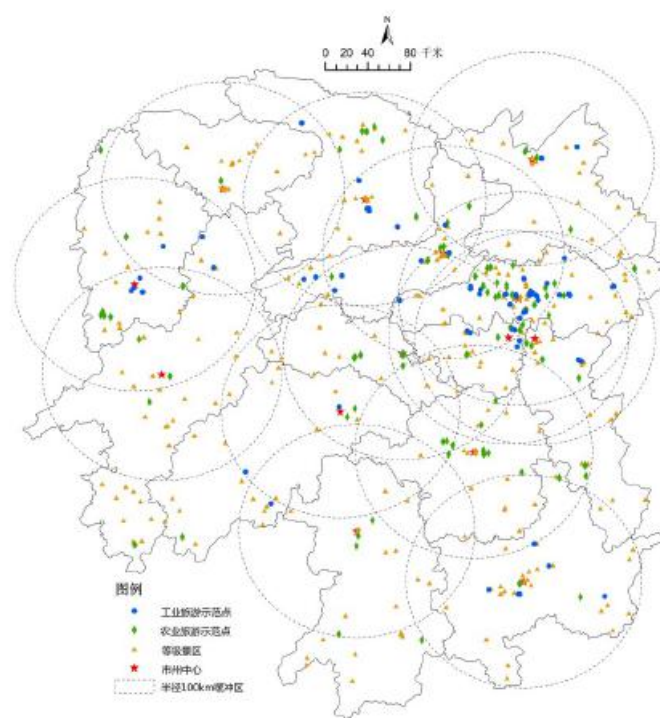 N
0 20 40 80 千米
图例
工业旅游示范点
农业旅游示范点
等级景区
市州中心
半径100km缓冲区